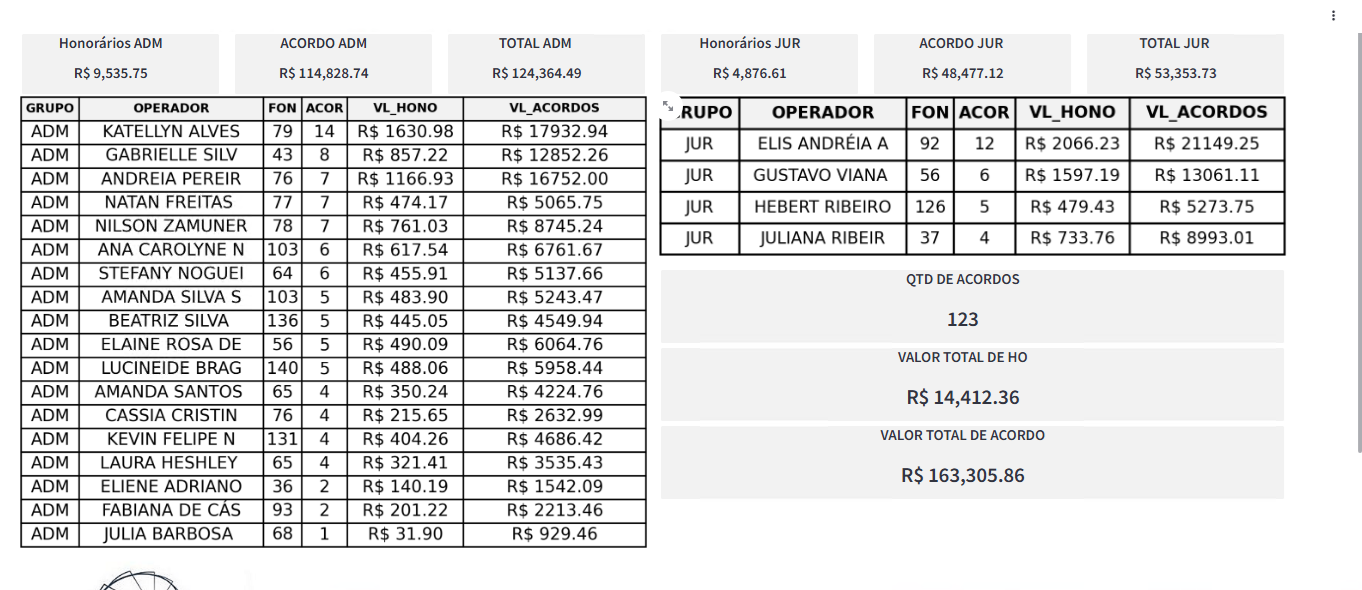 Honorários ADM ACORDO ADM TOTAL ADM
R$ 9,535.75 R$ 114,828.74 R$ 124,364.49
GRUPO OPERADOR FON ACOR VL_HONO VL_ACORDOS
ADM KATELLYN ALVES 79 14 R$ 1630.98 R$ 17932.94
ADM GABRIELLE SILV 43 8 R$ 857.22 R$ 12852.26
ADM ANDREIA PEREIR 76 7 R$ 1166.93 R$ 16752.00
ADM NATAN FREITAS 77 7 R$ 474.17 R$ 5065.75
ADM NILSON ZAMUNER 78 7 R$ 761.03 R$ 8745.24
ADM ANA CAROLYNE N 103 6 R$ 617.54 R$ 6761.67
ADM STEFANY NOGUEI 64 6 R$ 455.91 R$ 5137.66
ADM AMANDA SILVA S 103 5 R$ 483.90 R$ 5243.47
ADM BEATRIZ SILVA 136 5 R$ 445.05 R$ 4549.94
ADM ELAINE ROSA DE 56 5 R$ 490.09 R$ 6064.76
ADM LUCINEIDE BRAG 140 5 R$ 488.06 R$ 5958.44
ADM AMANDA SANTOS 65 4 R$ 350.24 R$ 4224.76
ADM CASSIA CRISTIN 76 4 R$ 215.65 R$ 2632.99
ADM KEVIN FELIPE N 131 4 R$ 404.26 R$ 4686.42
ADM LAURA HESHLEY 65 4 R$ 321.41 R$ 3535.43
ADM ELIENE ADRIANO 36 2 R$ 140.19 R$ 1542.09
ADM FABIANA DE CÁS 93 2 R$ 201.22 R$ 2213.46
ADM JULIA BARBOSA 68 1 R$ 31.90 R$ 929.46
Honorários JUR ACORDO JUR TOTAL JUR
R$ 4,876.61 R$ 48,477.12 R$ 53,353.73
RUPO OPERADOR FON ACOR VL_HONO VL_ACORDOS
JUR ELIS ANDRÉIA A 92 12 R$ 2066.23 R$ 21149.25
JUR GUSTAVO VIANA 56 6 R$ 1597.19 R$ 13061.11
JUR HEBERT RIBEIRO 126 5 R$ 479.43 R$ 5273.75
JUR JULIANA RIBEIR 37 4 R$ 733.76 R$ 8993.01
QTD DE ACORDOS
123
VALOR TOTAL DE HO
R$ 14,412.36
VALOR TOTAL DE ACORDO
R$ 163,305.86